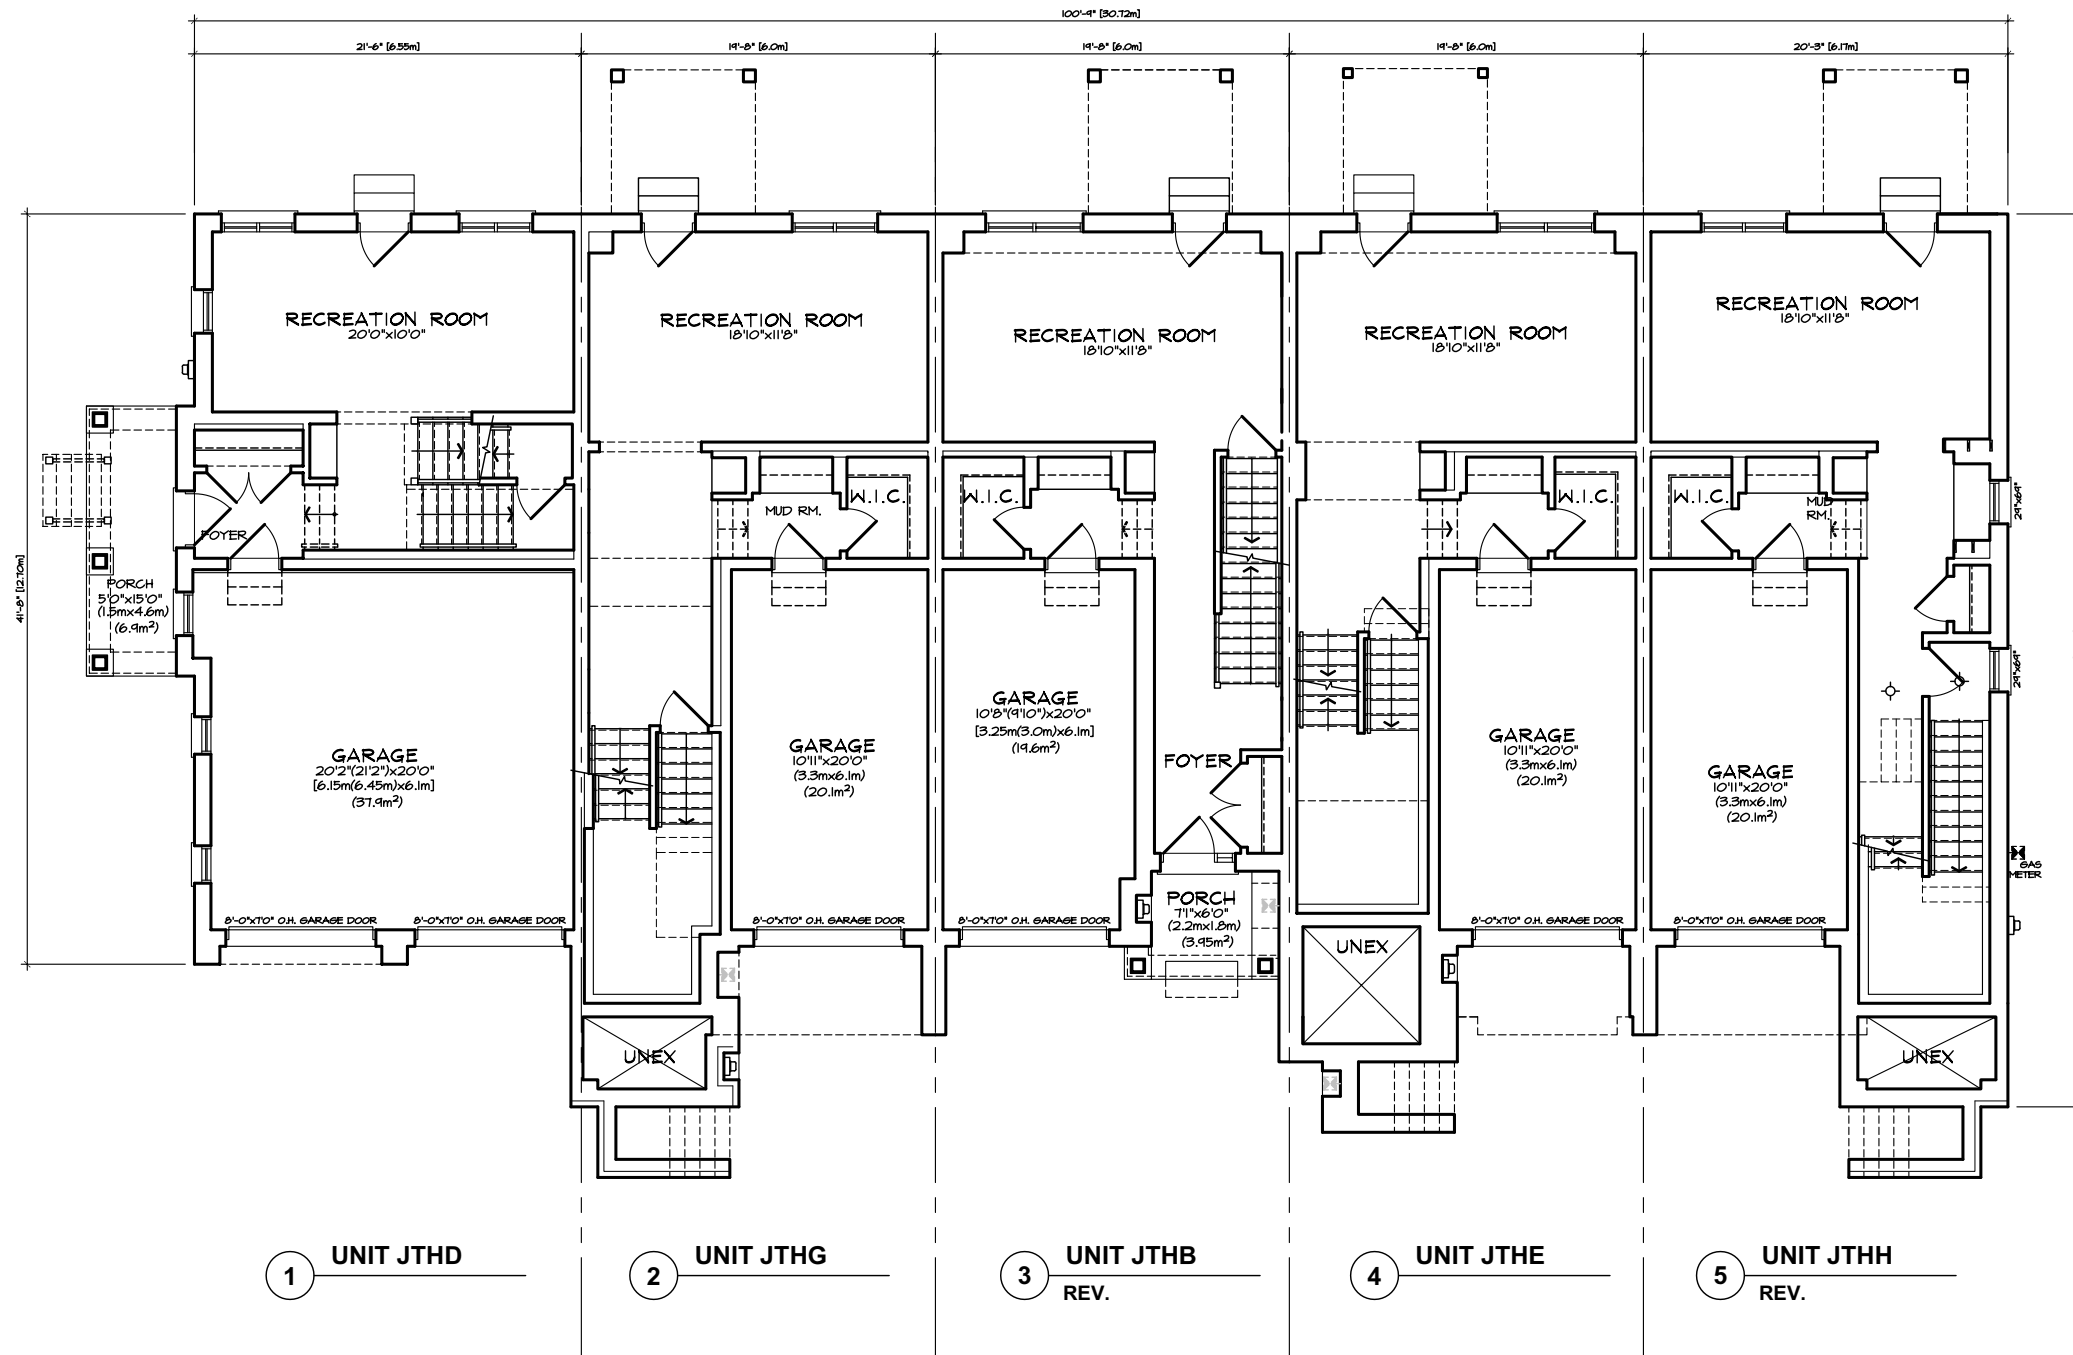 100'-9" [30.72m]
21'-6" [6.55m]
19'-8" [6.0m]
19'-8" [6.0m]
19'-8" [6.0m]
20'-3" [6.17m]
41'-8" [12.70m]
RECREATION ROOM
20'0"x10'0"
RECREATION ROOM
18'10"x11'8"
RECREATION ROOM
18'10"x11'8"
RECREATION ROOM
18'10"x11'8"
RECREATION ROOM
18'10"x11'8"
FOYER
MUD RM.
W.I.C.
W.I.C.
W.I.C.
W.I.C.
MUD
RM.
29"x69"
PORCH
5'0"x15'0"
(1.5mx4.6m)
(6.9m²)
29"x69"
GARAGE
20'2"(21'2")x20'0"
[6.15m(6.45m)x6.1m]
(37.9m²)
GARAGE
10'11"x20'0"
(3.3mx6.1m)
(20.1m²)
GARAGE
10'8"(9'10")x20'0"
[3.25m(3.0m)x6.1m]
(19.6m²)
FOYER
GARAGE
10'11"x20'0"
(3.3mx6.1m)
(20.1m²)
GARAGE
10'11"x20'0"
(3.3mx6.1m)
(20.1m²)
GAS
METER
PORCH
7'1"x6'0"
(2.2mx1.8m)
(3.95m²)
8'-0"x7'0" O.H. GARAGE DOOR
8'-0"x7'0" O.H. GARAGE DOOR
8'-0"x7'0" O.H. GARAGE DOOR
8'-0"x7'0" O.H. GARAGE DOOR
8'-0"x7'0" O.H. GARAGE DOOR
8'-0"x7'0" O.H. GARAGE DOOR
UNEX
UNEX
UNEX
1 UNIT JTHD
2 UNIT JTHG
3 UNIT JTHB
REV.
4 UNIT JTHE
5 UNIT JTHH
REV.